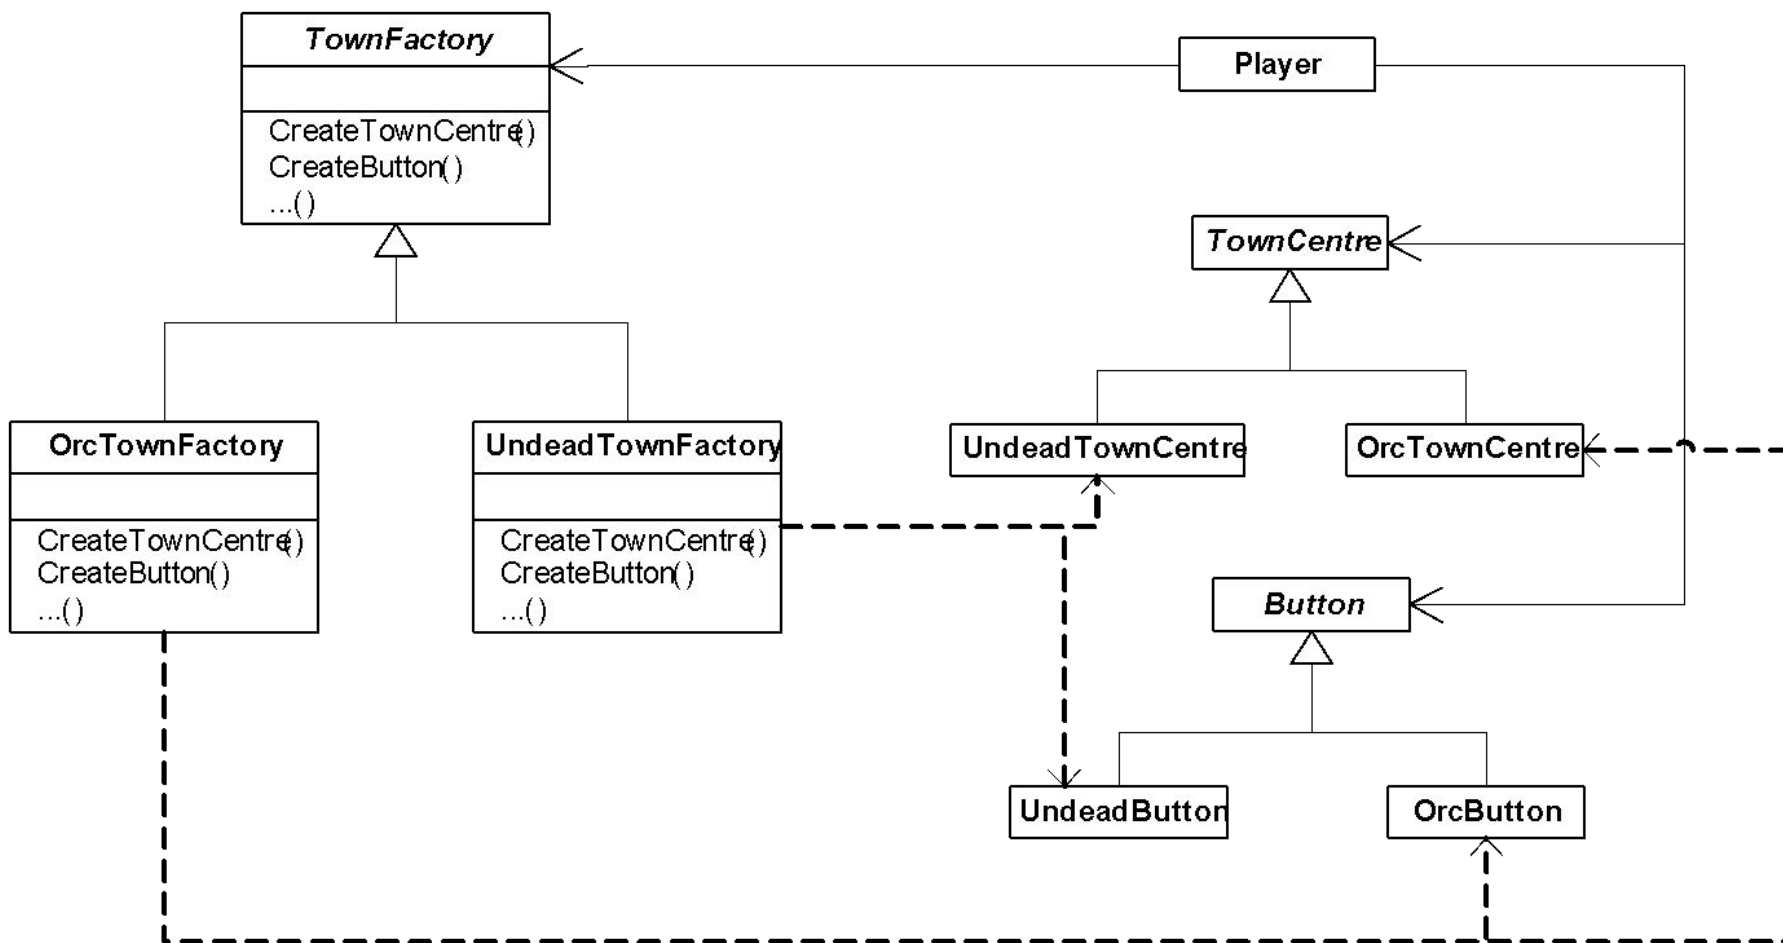 TownFactory
CreateTownCentre()
CreateButton()
...()
Player
TownCentre
OrcTownFactory
CreateTownCentre()
CreateButton()
...()
UndeadTownFactory
CreateTownCentre()
CreateButton()
...()
UndeadTownCentre
OrcTownCentre
Button
UndeadButton
OrcButton